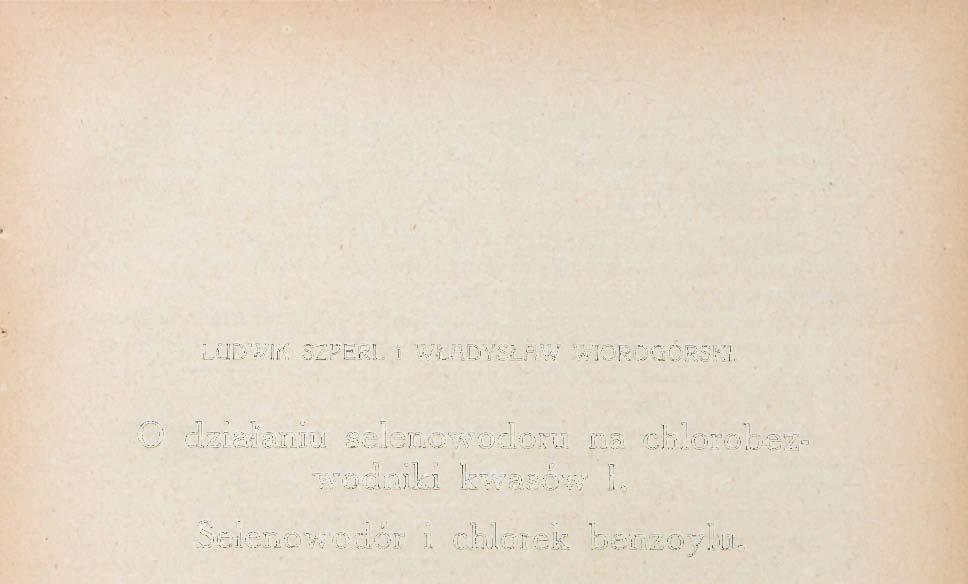 LUDWIK SZPERL i WŁADYSŁAW WIOROGÓRSKI.
O działaniu selenowodoru na chlorobez-
wodniki kwasów I.
Selenowodór i chlorek benzoylu.